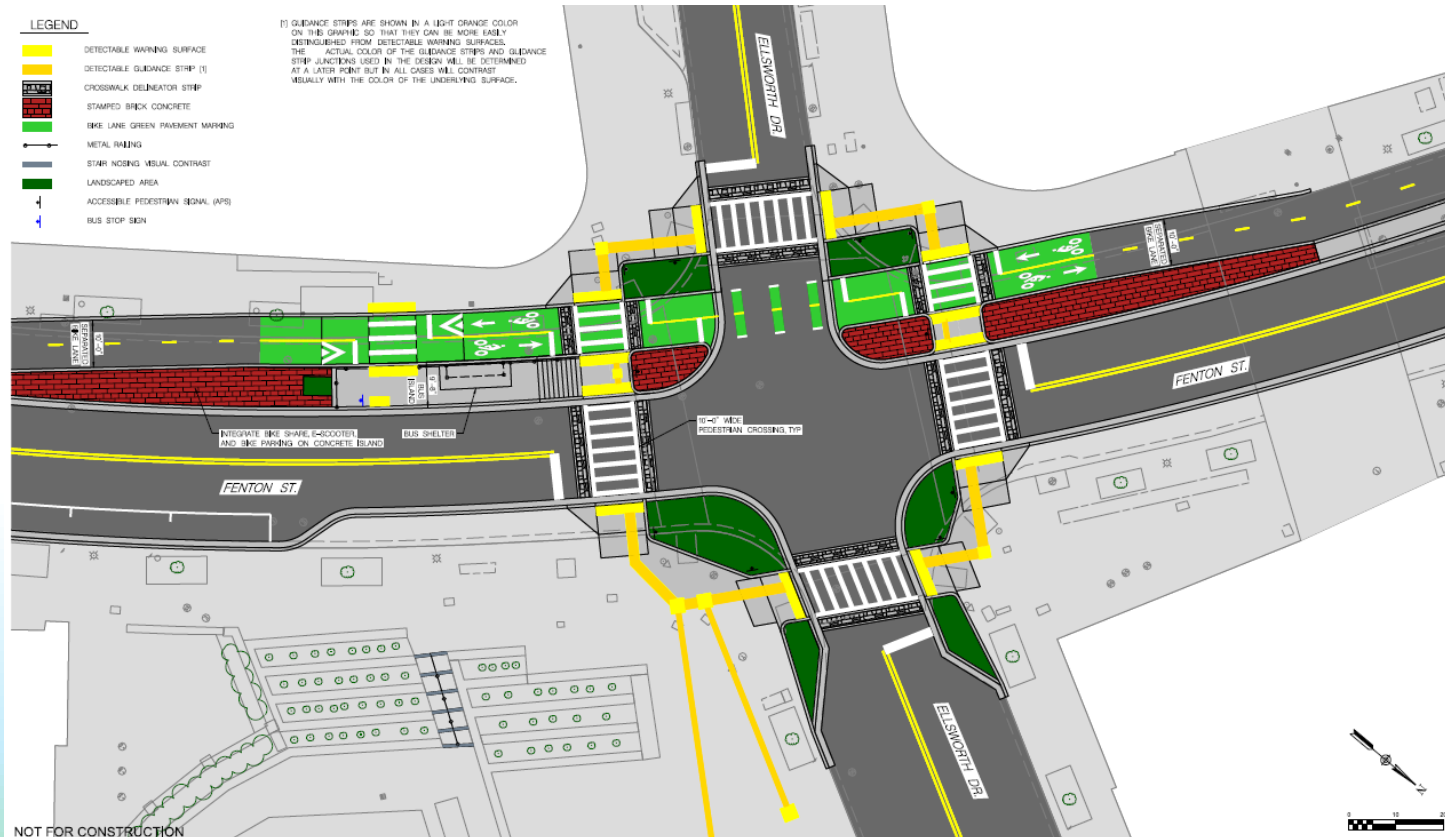 LEGEND
DETECTABLE WARNING SURFACE
DETECTABLE GUIDANCE STRIP [1]
CROSSWALK DELINEATOR STRIP
STAMPED BRICK CONCRETE
BIKE LANE GREEN PAVEMENT MARKING
METAL RAILING
STAIR NOSING VISUAL CONTRAST
LANDSCAPED AREA
ACCESSIBLE PEDESTRIAN SIGNAL (APS)
BUS STOP SIGN
[1] GUIDANCE STRIPS ARE SHOWN IN A LIGHT ORANGE COLOR
ON THIS GRAPHIC SO THAT THEY CAN BE MORE EASILY
DISTINGUISHED FROM DETECTABLE WARNING SURFACES.
THE ACTUAL COLOR OF THE GUIDANCE STRIPS AND GUIDANCE
STRIP JUNCTIONS USED IN THE DESIGN WILL BE DETERMINED
AT A LATER POINT BUT IN ALL CASES WILL CONTRAST
VISUALLY WITH THE COLOR OF THE UNDERLYING SURFACE.
ELLSWORTH DR.
10'-0"
SEPARATED
BIKE LANE
10'-0"
SEPARATED
BIKE LANE
BUS
ISLAND
FENTON ST.
INTEGRATE BIKE SHARE, E-SCOOTER,
AND BIKE PARKING ON CONCRETE ISLAND
BUS SHELTER
10'-0" WIDE
PEDESTRIAN CROSSING, TYP
FENTON ST.
ELLSWORTH DR.
N
0
10
NOT FOR CONSTRUCTION